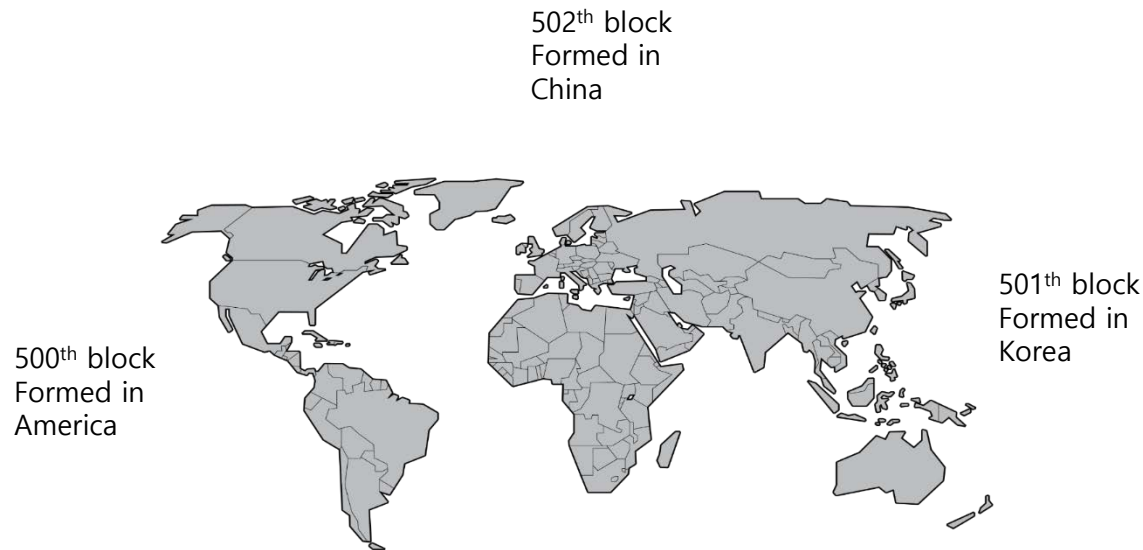 502th block
Formed in
China
501th block
Formed in
Korea
500th block
Formed in
America